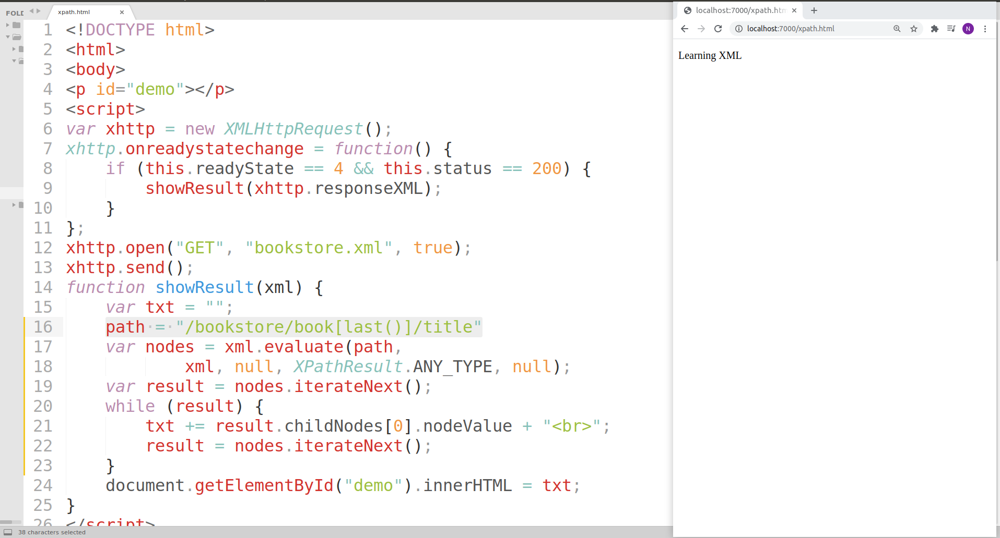 FOLD
xpath.html ×
1 <!DOCTYPE html>
2 <html>
3 <body>
4 <p id="demo"></p>
5 <script>
6 var xhttp = new XMLHttpRequest();
7 xhttp.onreadystatechange = function() {
8 if (this.readyState == 4 && this.status == 200) {
9 showResult(xhttp.responseXML);
10 }
11 };
12 xhttp.open("GET", "bookstore.xml", true);
13 xhttp.send();
14 function showResult(xml) {
15 var txt = "";
16 path = "/bookstore/book[last()]/title"
17 var nodes = xml.evaluate(path,
18 xml, null, XPathResult.ANY_TYPE, null);
19 var result = nodes.iterateNext();
20 while (result) {
21 txt += result.childNodes[0].nodeValue + "<br>";
22 result = nodes.iterateNext();
23 }
24 document.getElementById("demo").innerHTML = txt;
25 }
26 </script>
38 characters selected
localhost:7000/xpath.htm × +
localhost:7000/xpath.html
N
Learning XML